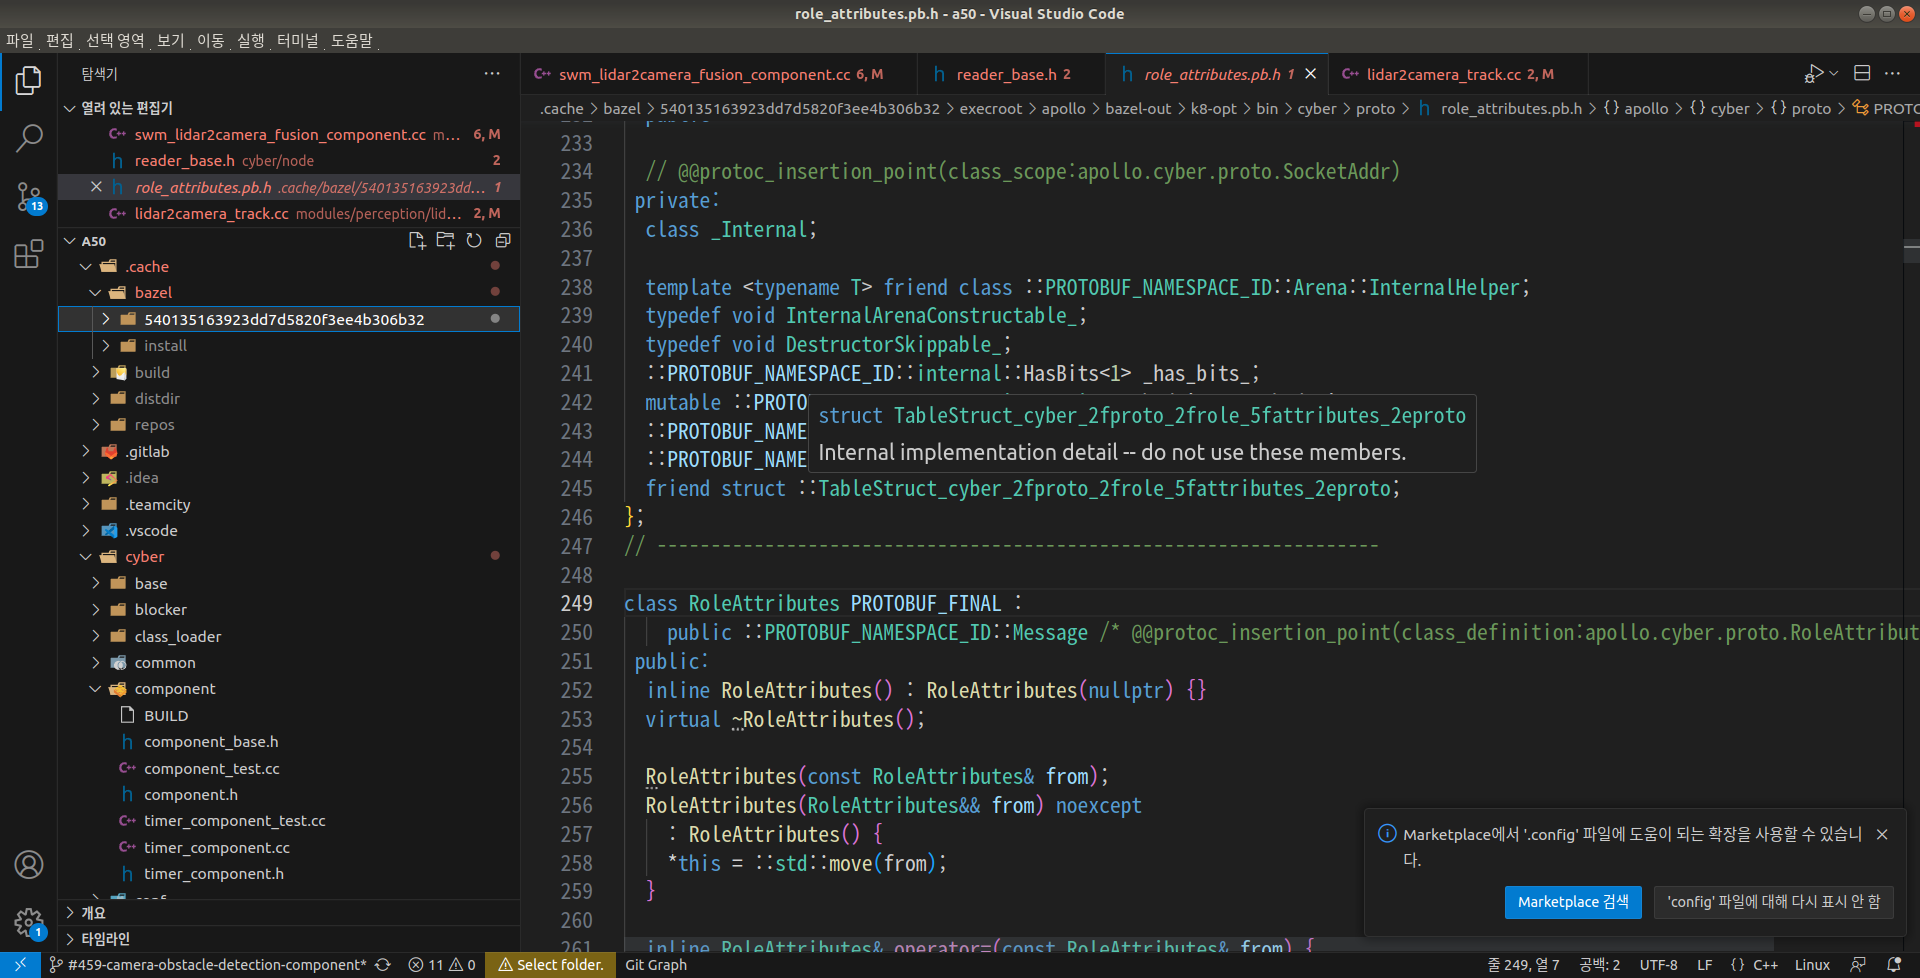 role_attributes.pb.h - a50 - Visual Studio Code
파일 편집 선택 영역 보기 이동 실행 터미널 도움말
탐색기
열려 있는 편집기
swm_lidar2camera_fusion_component.cc m... 6, M
reader_base.h cyber/node 2
role_attributes.pb.h .cache/bazel/540135163923dd... 1
lidar2camera_track.cc modules/perception/lid... 2, M
A50
.cache
bazel
540135163923dd7d5820f3ee4b306b32
install
build
distdir
repos
.gitlab
.idea
.teamcity
.vscode
cyber
base
blocker
class_loader
common
component
BUILD
component_base.h
component_test.cc
component.h
timer_component_test.cc
timer_component.cc
timer_component.h
개요
타임라인
13
1
swm_lidar2camera_fusion_component.cc 6, M
reader_base.h 2
role_attributes.pb.h 1
lidar2camera_track.cc 2, M
.cache > bazel > 540135163923dd7d5820f3ee4b306b32 > execroot > apollo > bazel-out > k8-opt > bin > cyber > proto > role_attributes.pb.h > {} apollo > {} cyber > {} proto > PROTO
233
234 // @@protoc_insertion_point(class_scope:apollo.cyber.proto.SocketAddr)
235 private:
236 class _Internal;
237
238 template <typename T> friend class ::PROTOBUF_NAMESPACE_ID::Arena::InternalHelper;
239 typedef void InternalArenaConstructable_;
240 typedef void DestructorSkippable_;
241 ::PROTOBUF_NAMESPACE_ID::internal::HasBits<1> _has_bits_;
242 mutable ::PROTO
243 ::PROTOBUF_NAME
244 ::PROTOBUF_NAME
struct TableStruct_cyber_2fproto_2frole_5fattributes_2eproto
Internal implementation detail -- do not use these members.
245 friend struct ::TableStruct_cyber_2fproto_2frole_5fattributes_2eproto;
246 };
247 // -------------------------------------------------------------------
248
249 class RoleAttributes PROTOBUF_FINAL :
250 public ::PROTOBUF_NAMESPACE_ID::Message /* @@protoc_insertion_point(class_definition:apollo.cyber.proto.RoleAttribut
251 public:
252 inline RoleAttributes() : RoleAttributes(nullptr) {}
253 virtual ~RoleAttributes();
254
255 RoleAttributes(const RoleAttributes& from);
256 RoleAttributes(RoleAttributes&& from) noexcept
257 : RoleAttributes() {
258 *this = ::std::move(from);
259 }
260
261 inline RoleAttributes& operator=(const RoleAttributes& from) {
Marketplace에서 '.config' 파일에 도움이 되는 확장을 사용할 수 있습니
다.
Marketplace 검색
'config' 파일에 대해 다시 표시 안 함
#459-camera-obstacle-detection-component* 11 0 Select folder. Git Graph 줄 249, 열 7 공백: 2 UTF-8 LF {} C++ Linux